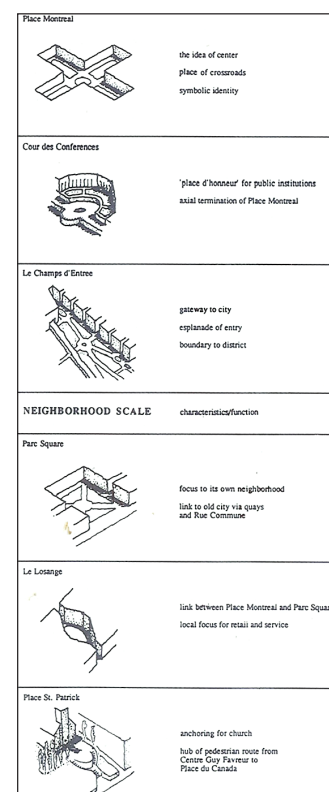 Place Montreal
the idea of center
place of crossroads
symbolic identity
Cour des Conferences
'place d'honneur' for public institutions
axial termination of Place Montreal
Le Champs d'Entree
gateway to city
esplanade of entry
boundary to district
NEIGHBORHOOD SCALE characteristics/function
Parc Square
focus to its own neighborhood
link to old city via quays
and Rue Commune
Le Losange
link between Place Montreal and Parc Squar
local focus for retail and service
Place St. Patrick
anchoring for church
hub of pedestrian route from
Centre Guy Favreur to
Place du Canada